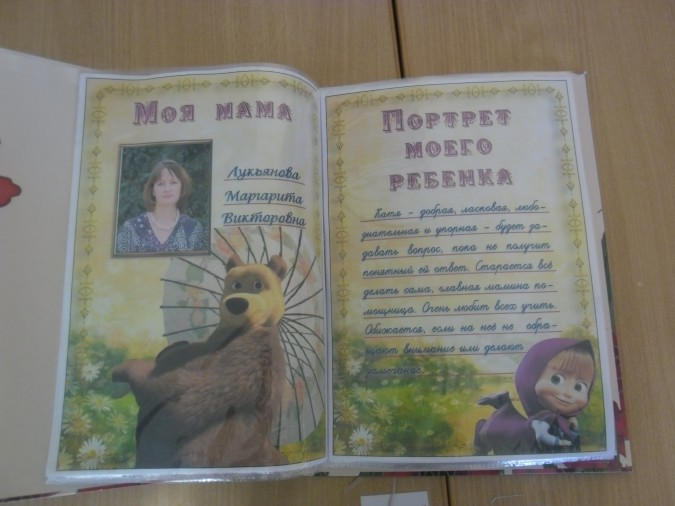 Моя мама
Лукьянова
Маргарита
Викторовна
Портрет
моего
ребенка
Катя - добрая, ласковая, любо-
знательная и упорная - будет за-
давать вопрос, пока не получит
понятный ей ответ. Старается всё
делать сама, главная мамина по-
мощница. Очень любит всех учить.
Обижается, если на неё не обра-
щают внимание или делают
замечание.